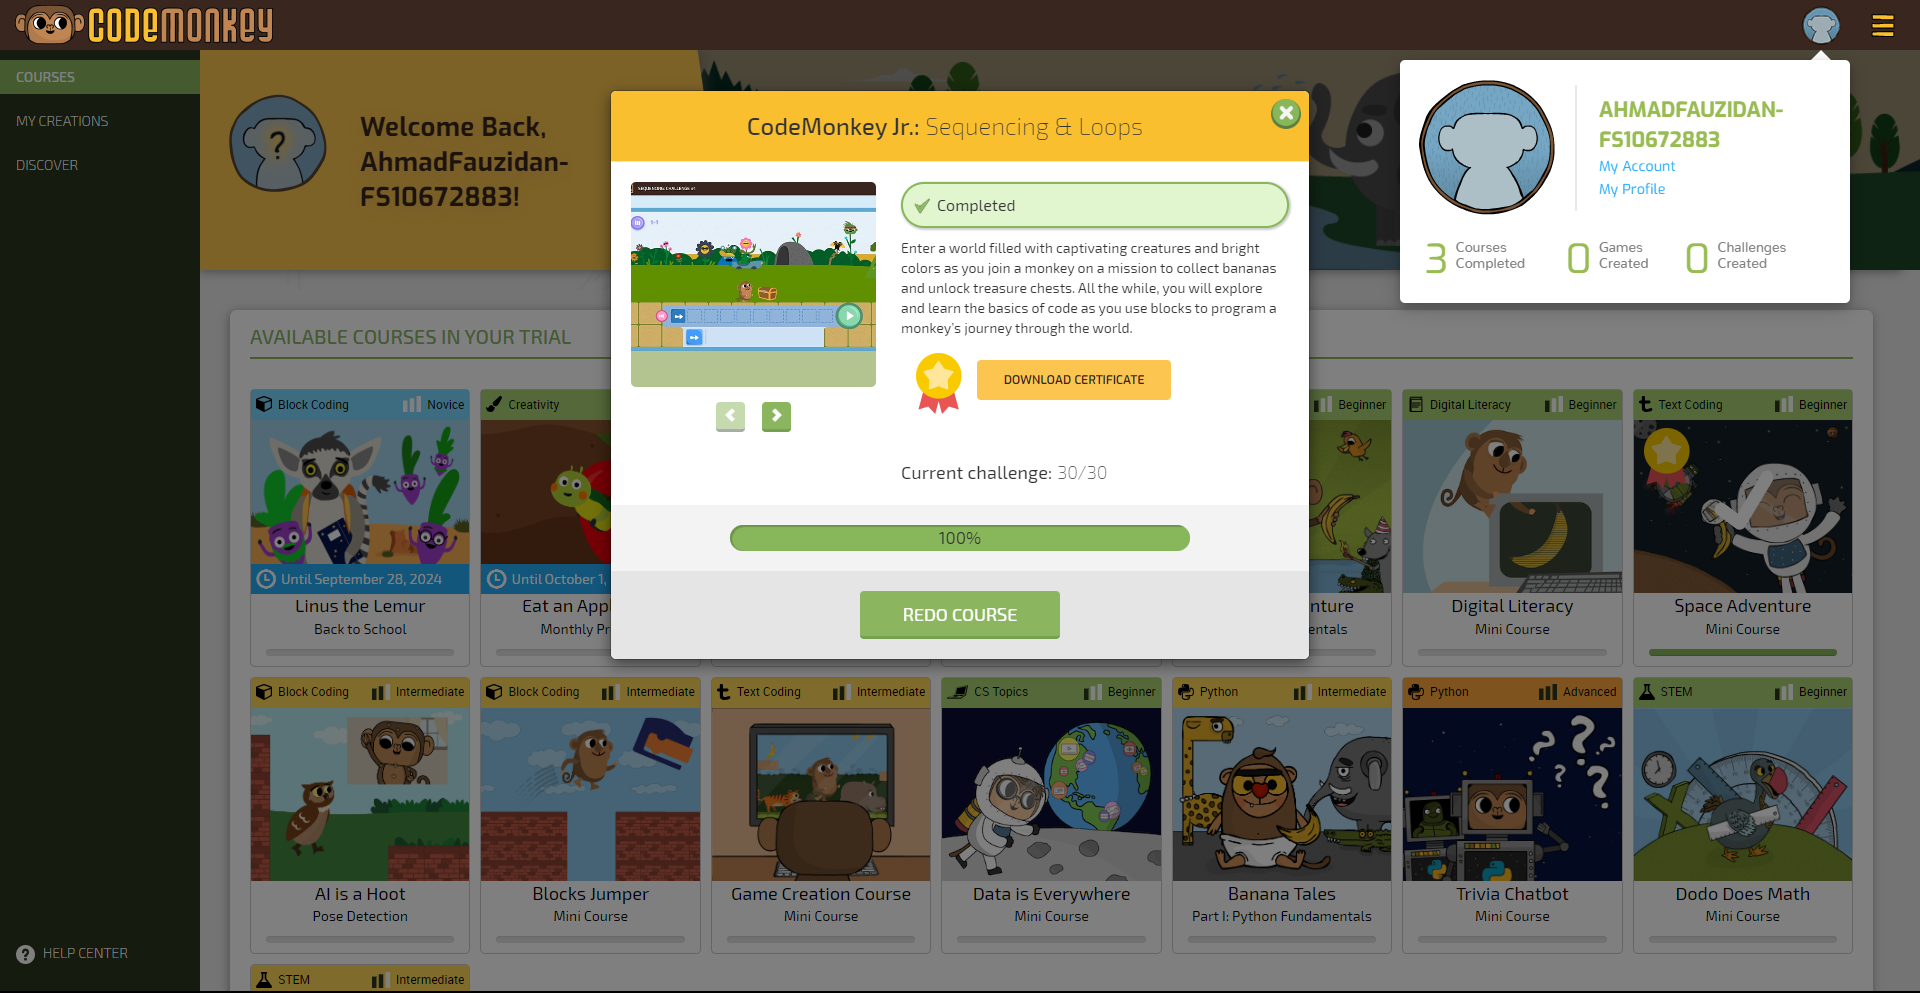 CODEMONKEY
COURSES
MY CREATIONS
DISCOVER
HELP CENTER
Welcome Back,
AhmadFauzidan-
FS10672883!
AHMADFAUZIDAN-
FS10672883
My Account
My Profile
3 Courses Completed
0 Games Created
0 Challenges Created
CodeMonkey Jr.: Sequencing & Loops
Completed
Enter a world filled with captivating creatures and bright
colors as you join a monkey on a mission to collect bananas
and unlock treasure chests. All the while, you will explore
and learn the basics of code as you use blocks to program a
monkey's journey through the world.
DOWNLOAD CERTIFICATE
Current challenge: 30/30
100%
REDO COURSE
AVAILABLE COURSES IN YOUR TRIAL
Block Coding Novice
Until September 28, 2024
Linus the Lemur
Back to School
Creativity
Until October 1,
Eat an
Monthly
Beginner
Digital Literacy Beginner
Digital Literacy
Mini Course
Text Coding Beginner
Space Adventure
Mini Course
Block Coding Intermediate
AI is a Hoot
Pose Detection
Block Coding Intermediate
Blocks Jumper
Mini Course
Text Coding Intermediate
Game Creation Course
Mini Course
CS Topics Beginner
Data is Everywhere
Mini Course
Python Intermediate
Banana Tales
Part I: Python Fundamentals
Python Advanced
Trivia Chatbot
Mini Course
STEM Beginner
Dodo Does Math
Mini Course
STEM Intermediate